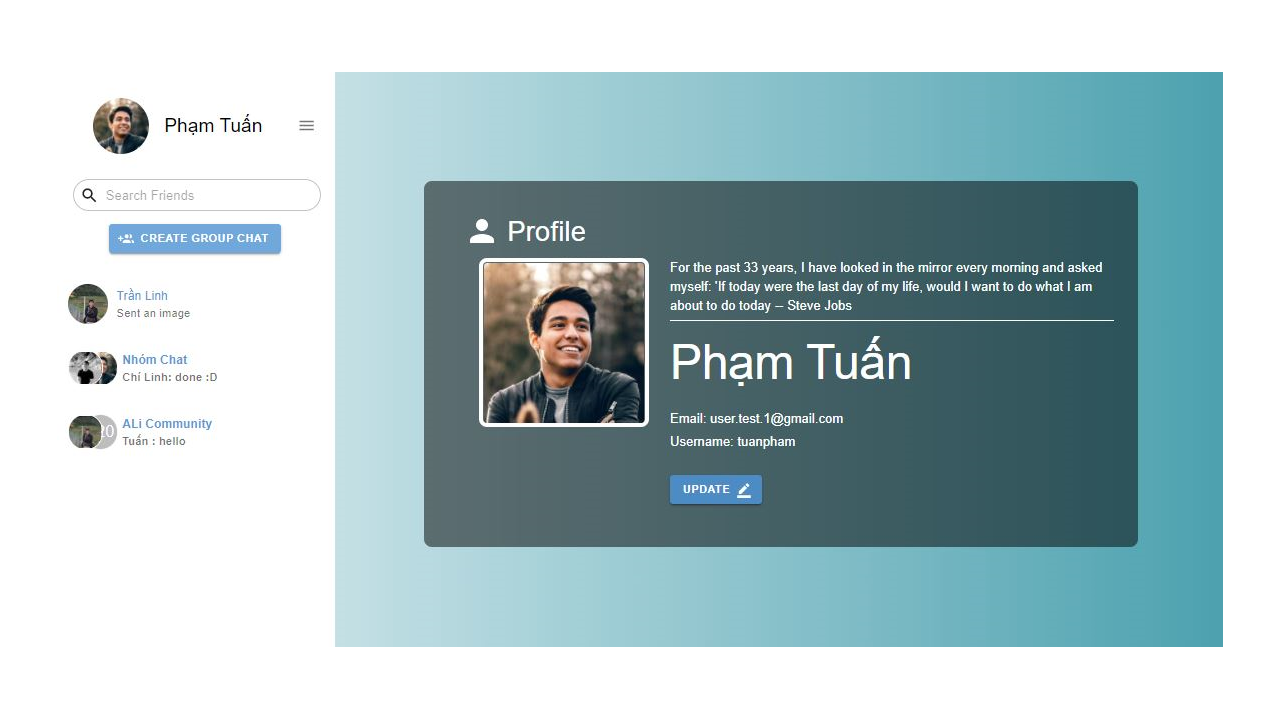 Phạm Tuấn
Search Friends
CREATE GROUP CHAT
Trần Linh
Sent an image
Nhóm Chat
Chí Linh: done :D
ALi Community
Tuấn : hello
Profile
For the past 33 years, I have looked in the mirror every morning and asked
myself: 'If today were the last day of my life, would I want to do what I am
about to do today – Steve Jobs
Phạm Tuấn
Email: user.test.1@gmail.com
Username: tuanpham
UPDATE